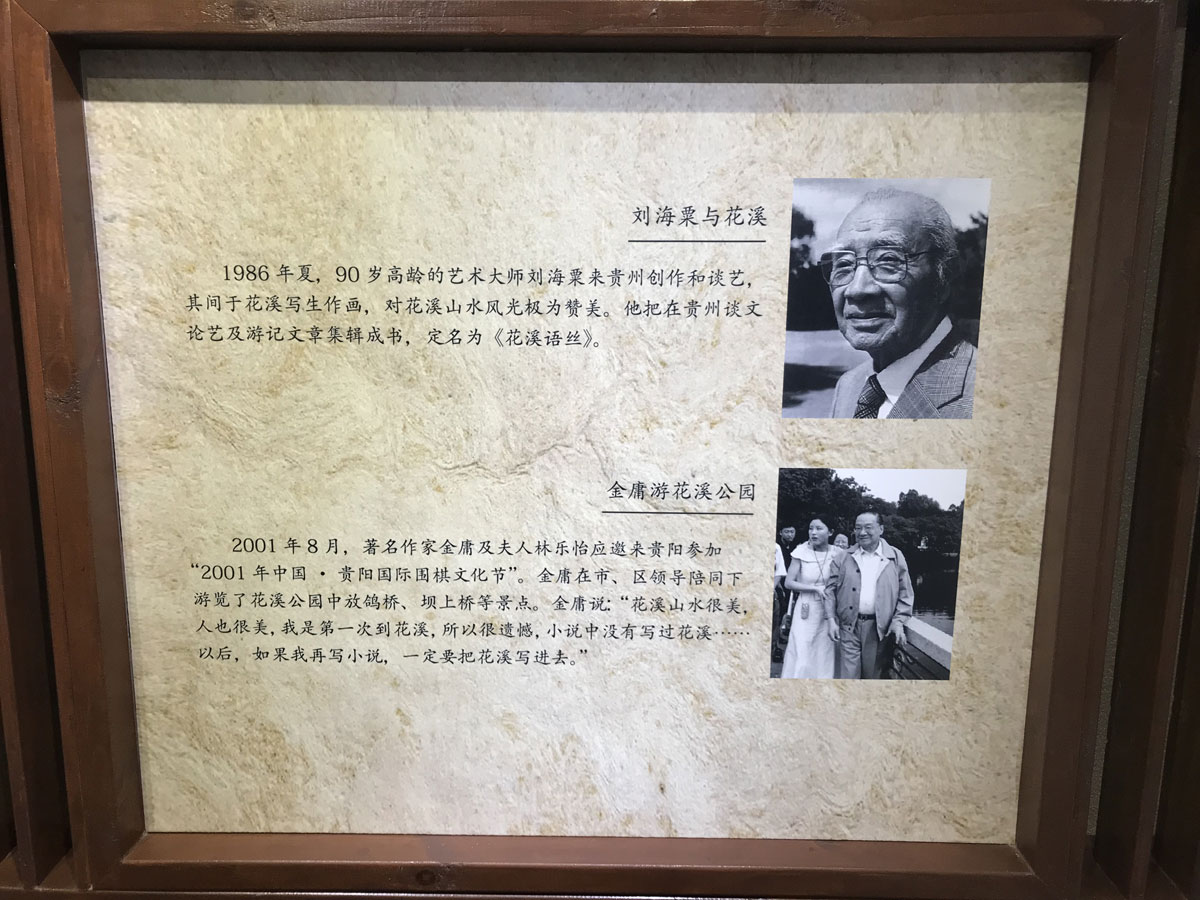 刘海粟与花溪
1986 年夏，90 岁高龄的艺术大师刘海粟来贵州创作和谈艺，
其间于花溪写生作画，对花溪山水风光极为赞美。他把在贵州谈文
论艺及游记文章集辑成书，定名为《花溪语丝》。
金庸游花溪公园
2001 年 8 月，著名作家金庸及夫人林乐怡应邀来贵阳参加
“2001 年中国 · 贵阳国际围棋文化节”。金庸在市、区领导陪同下
游览了花溪公园中放鸽桥、坝上桥等景点。金庸说：“花溪山水很美，
人也很美，我是第一次到花溪，所以很遗憾，小说中没有写过花溪……
以后，如果我再写小说，一定要把花溪写进去。”